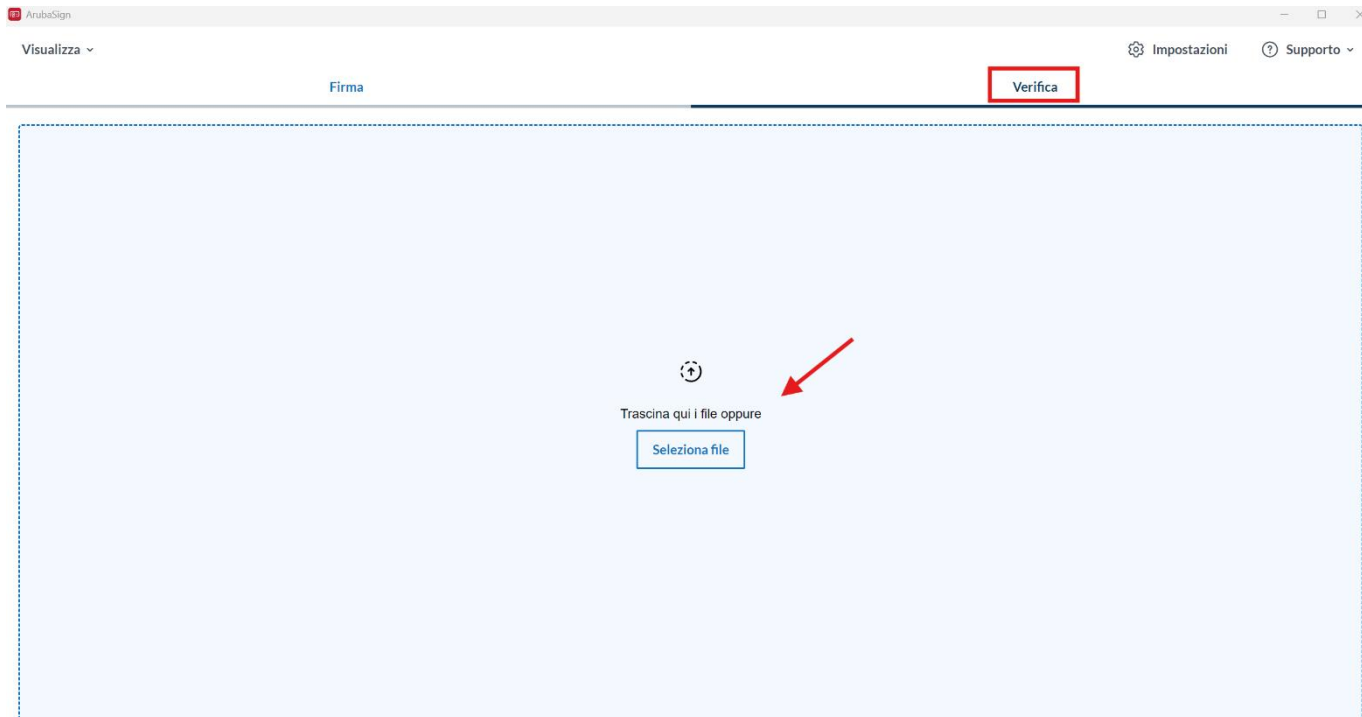 ArubaSign
Visualizza
Impostazioni
Supporto
Firma
Verifica
Trascina qui i file oppure
Seleziona file